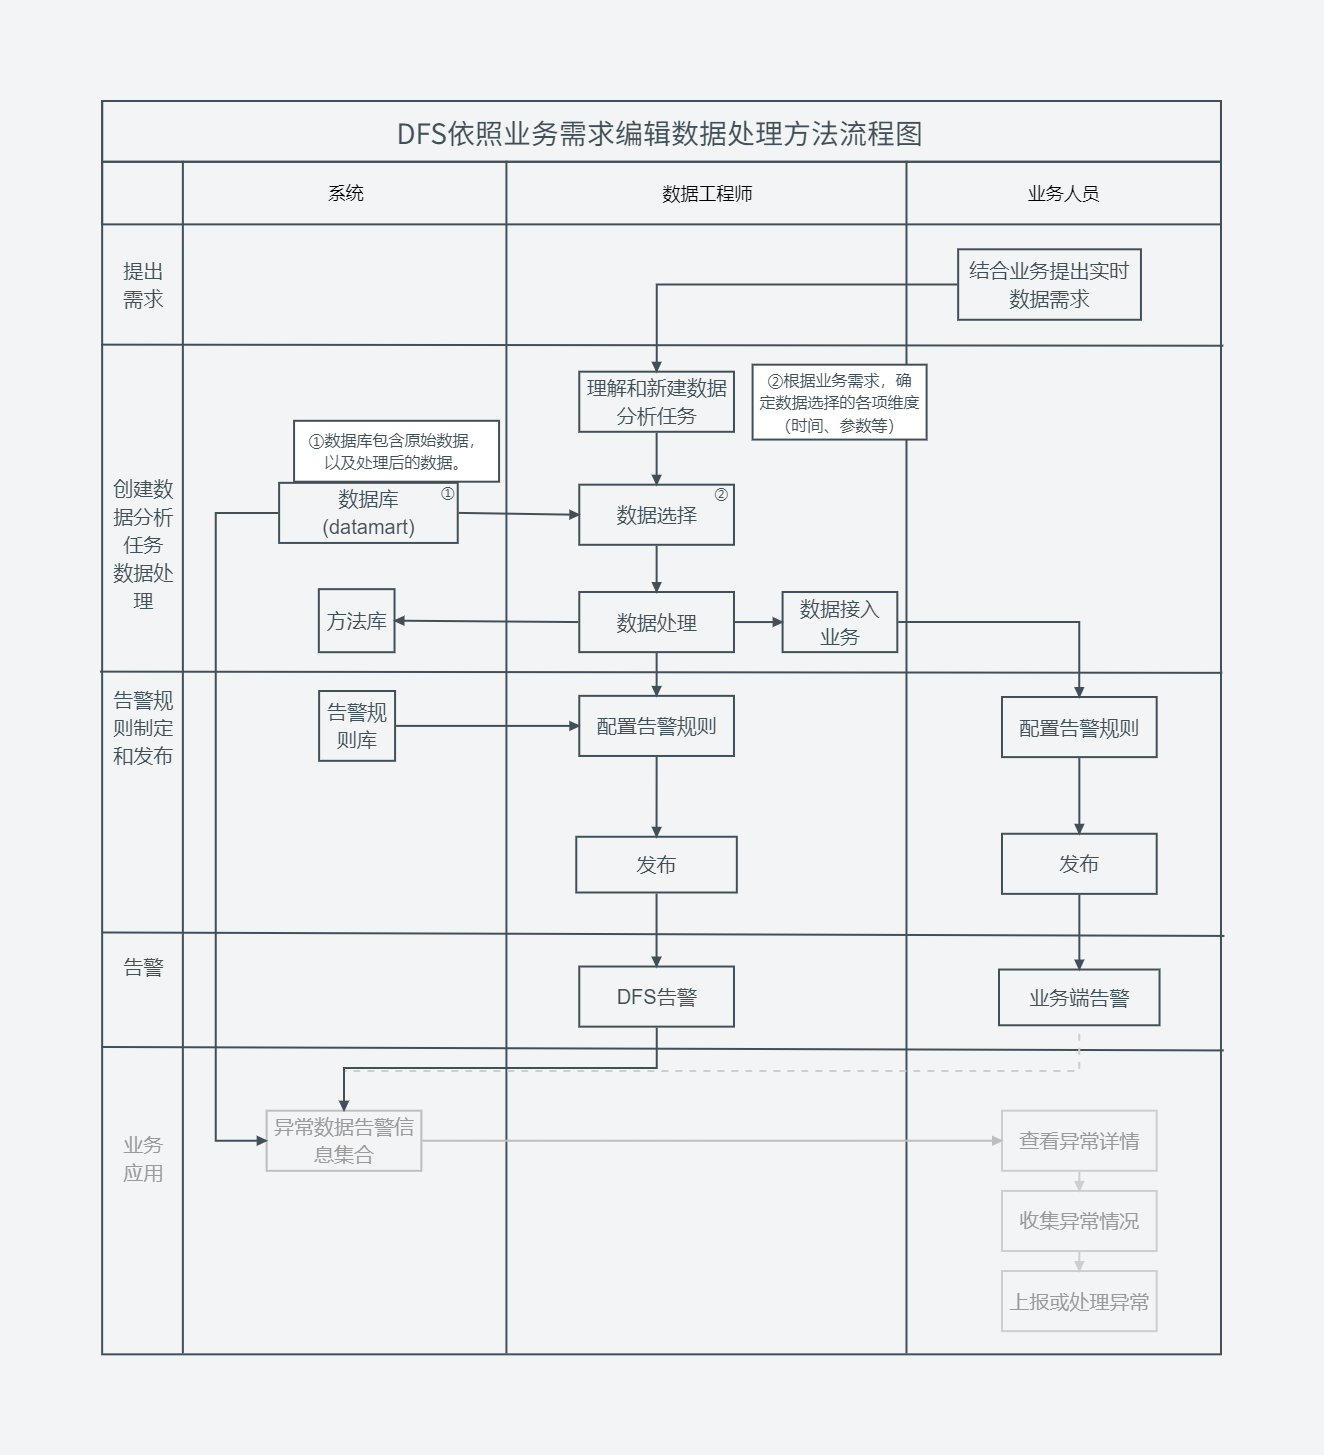 DFS依照业务需求编辑数据处理方法流程图
系统
数据工程师
业务人员
提出
需求
结合业务提出实时
数据需求
创建数
据分析
任务
数据处
理
理解和新建数据
分析任务
②根据业务需求，确
定数据选择的各项维度
（时间、参数等）
①数据库包含原始数据，
以及处理后的数据。
数据库
(datamart)
①
数据选择
②
方法库
数据处理
数据接入
业务
告警规
则制定
和发布
告警规
则库
配置告警规则
配置告警规则
发布
发布
告警
DFS告警
业务端告警
业务
应用
异常数据告警信
息集合
查看异常详情
收集异常情况
上报或处理异常